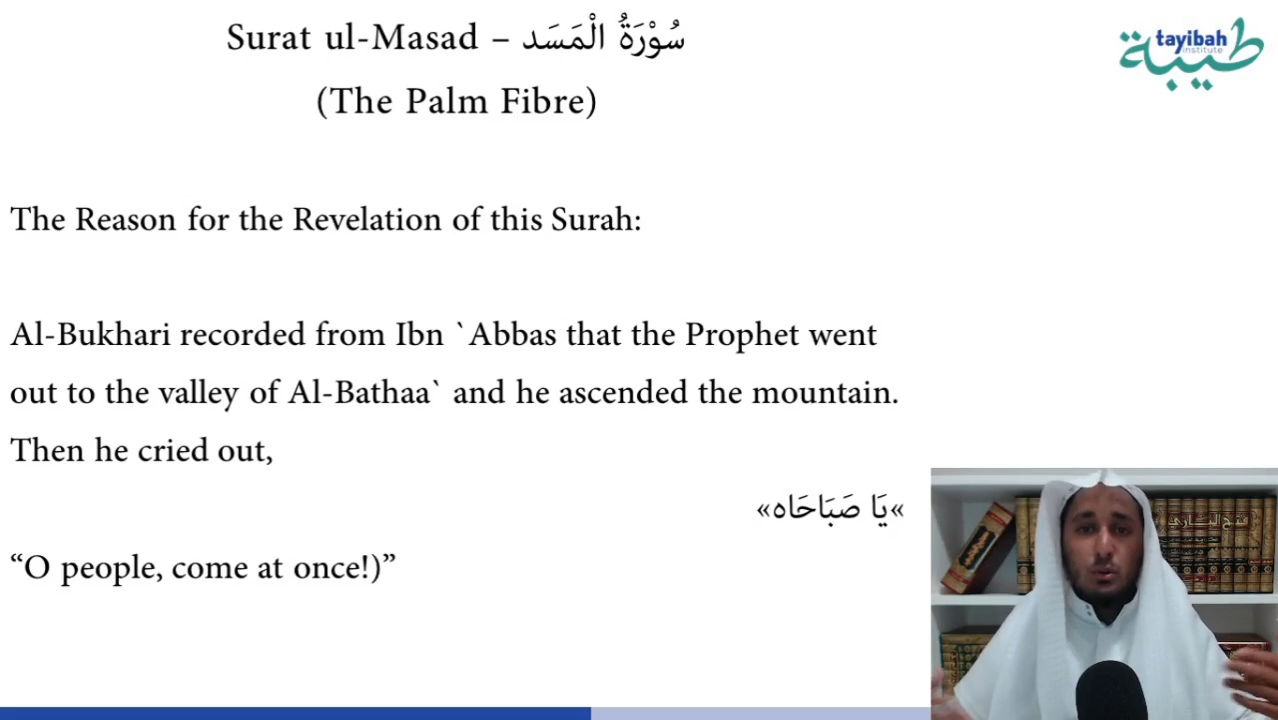 Surat ul-Masad – سُوْرَةُ الْمَسَد
(The Palm Fibre)
طيبة
tayibah
institute
The Reason for the Revelation of this Surah:
Al-Bukhari recorded from Ibn `Abbas that the Prophet went
out to the valley of Al-Bathaa` and he ascended the mountain.
Then he cried out,
«يَا صَبَاحَاه»
“O people, come at once!)”
فتح الباري